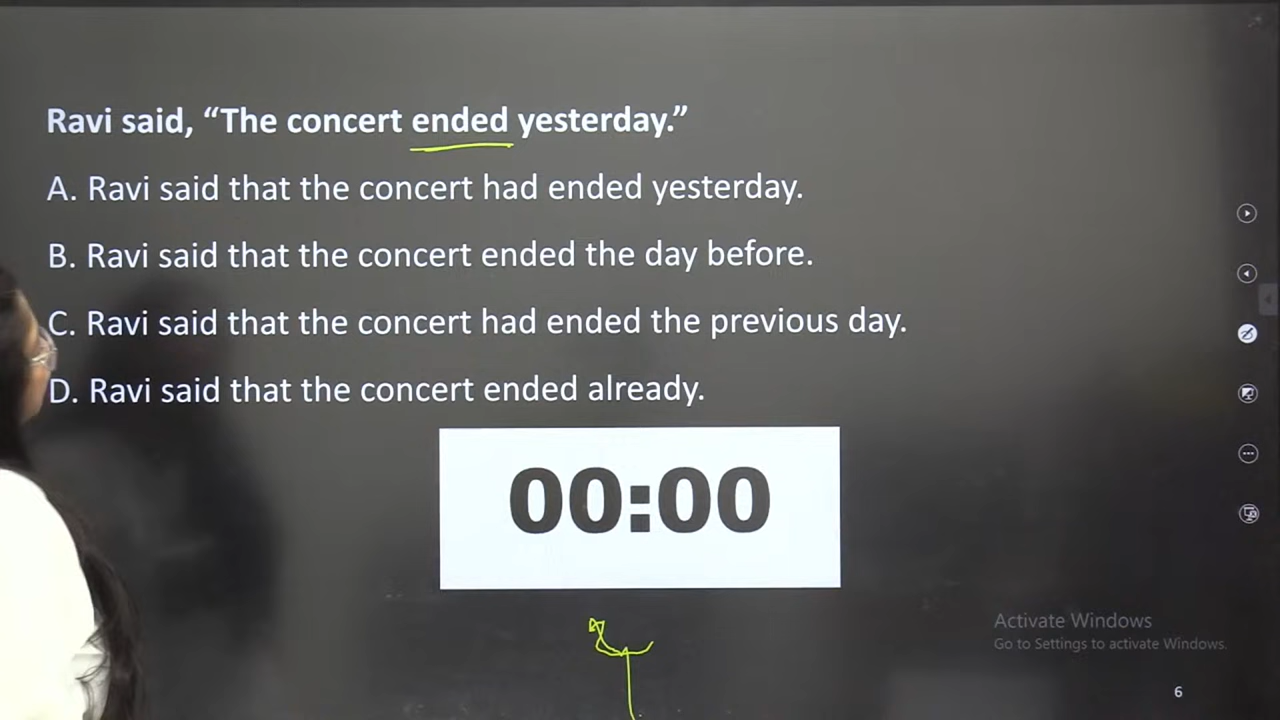 Ravi said, “The concert ended yesterday.”
A. Ravi said that the concert had ended yesterday.
B. Ravi said that the concert ended the day before.
C. Ravi said that the concert had ended the previous day.
D. Ravi said that the concert ended already.
00:00
Activate Windows
Go to Settings to activate Windows.
6